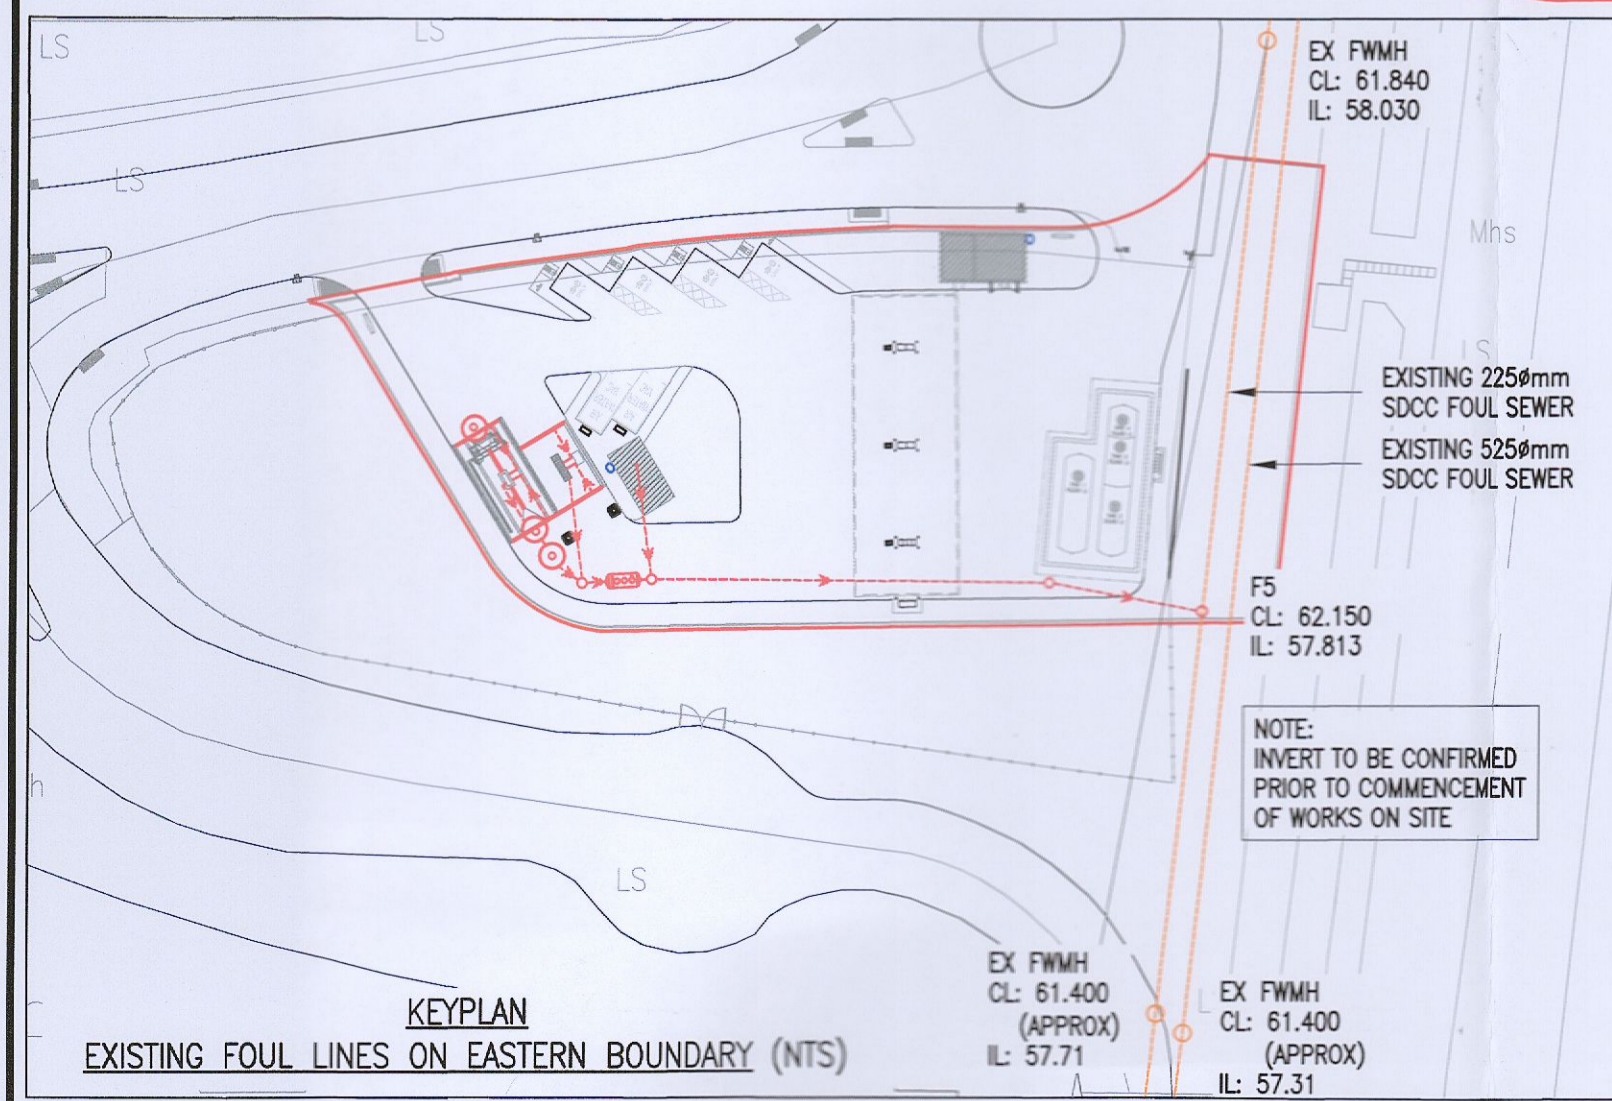 LS
LS
EX FWMH
CL: 61.840
IL: 58.030
LS
Mhs
LS
EXISTING 225ømm
SDCC FOUL SEWER
EXISTING 525ømm
SDCC FOUL SEWER
F5
CL: 62.150
IL: 57.813
NOTE:
INVERT TO BE CONFIRMED
PRIOR TO COMMENCEMENT
OF WORKS ON SITE
h
LS
EX FWMH
CL: 61.400
(APPROX)
IL: 57.71
EX FWMH
CL: 61.400
(APPROX)
IL: 57.31
KEYPLAN
EXISTING FOUL LINES ON EASTERN BOUNDARY (NTS)